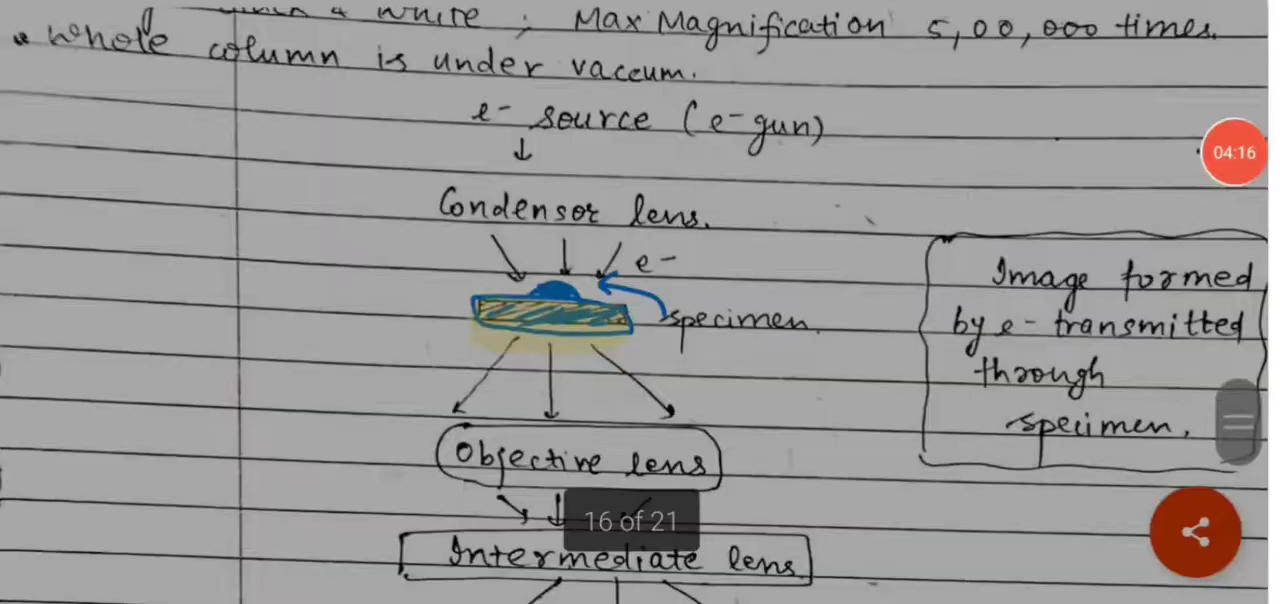 & white ; Max Magnification 5,00,000 times.
whole column is under vaccum.
e- source (e-gun)
↓
04:16
Condensor lens.
e-
specimen.
Image formed
by e- transmitted
through
specimen.
Objective lens
16 of 21
Intermediate lens